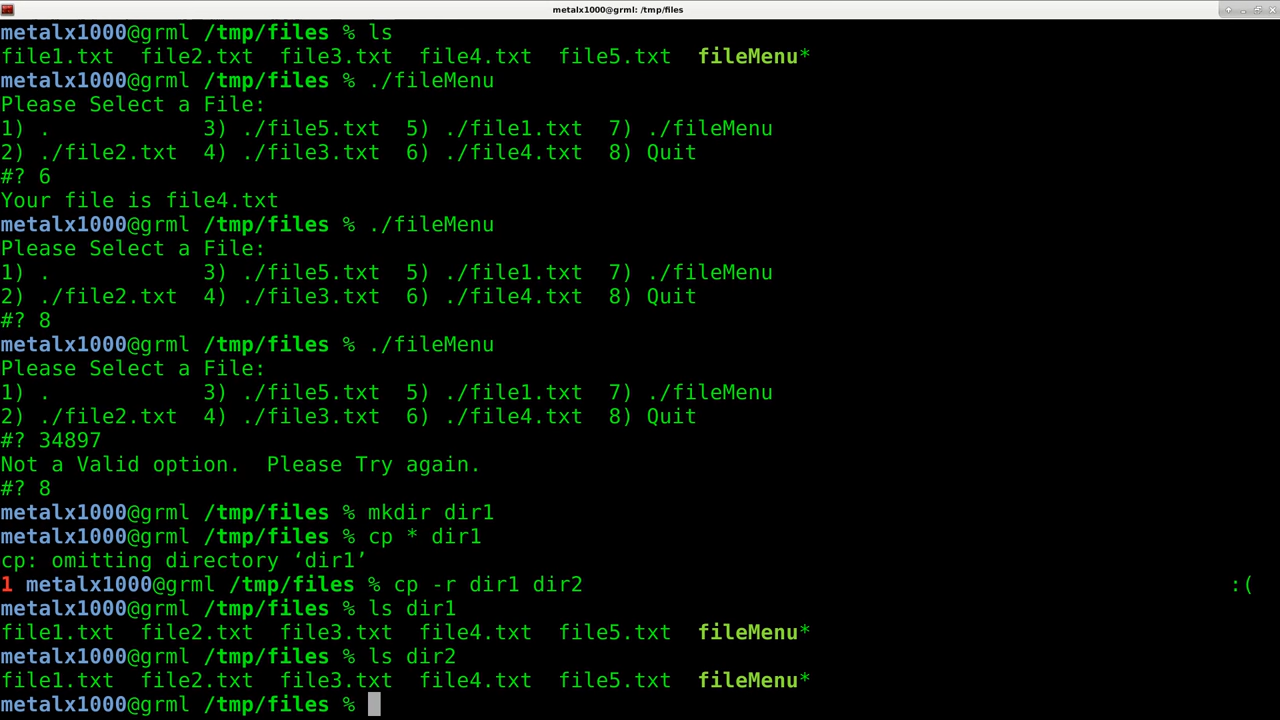 metalx1000@grml: /tmp/files
metalx1000@grml /tmp/files % ls
file1.txt  file2.txt  file3.txt  file4.txt  file5.txt  fileMenu*
metalx1000@grml /tmp/files % ./fileMenu
Please Select a File:
1) .            3) ./file5.txt  5) ./file1.txt  7) ./fileMenu
2) ./file2.txt  4) ./file3.txt  6) ./file4.txt  8) Quit
#? 6
Your file is file4.txt
metalx1000@grml /tmp/files % ./fileMenu
Please Select a File:
1) .            3) ./file5.txt  5) ./file1.txt  7) ./fileMenu
2) ./file2.txt  4) ./file3.txt  6) ./file4.txt  8) Quit
#? 8
metalx1000@grml /tmp/files % ./fileMenu
Please Select a File:
1) .            3) ./file5.txt  5) ./file1.txt  7) ./fileMenu
2) ./file2.txt  4) ./file3.txt  6) ./file4.txt  8) Quit
#? 34897
Not a Valid option.  Please Try again.
#? 8
metalx1000@grml /tmp/files % mkdir dir1
metalx1000@grml /tmp/files % cp * dir1
cp: omitting directory ‘dir1’
1 metalx1000@grml /tmp/files % cp -r dir1 dir2 :(
metalx1000@grml /tmp/files % ls dir1
file1.txt  file2.txt  file3.txt  file4.txt  file5.txt  fileMenu*
metalx1000@grml /tmp/files % ls dir2
file1.txt  file2.txt  file3.txt  file4.txt  file5.txt  fileMenu*
metalx1000@grml /tmp/files %